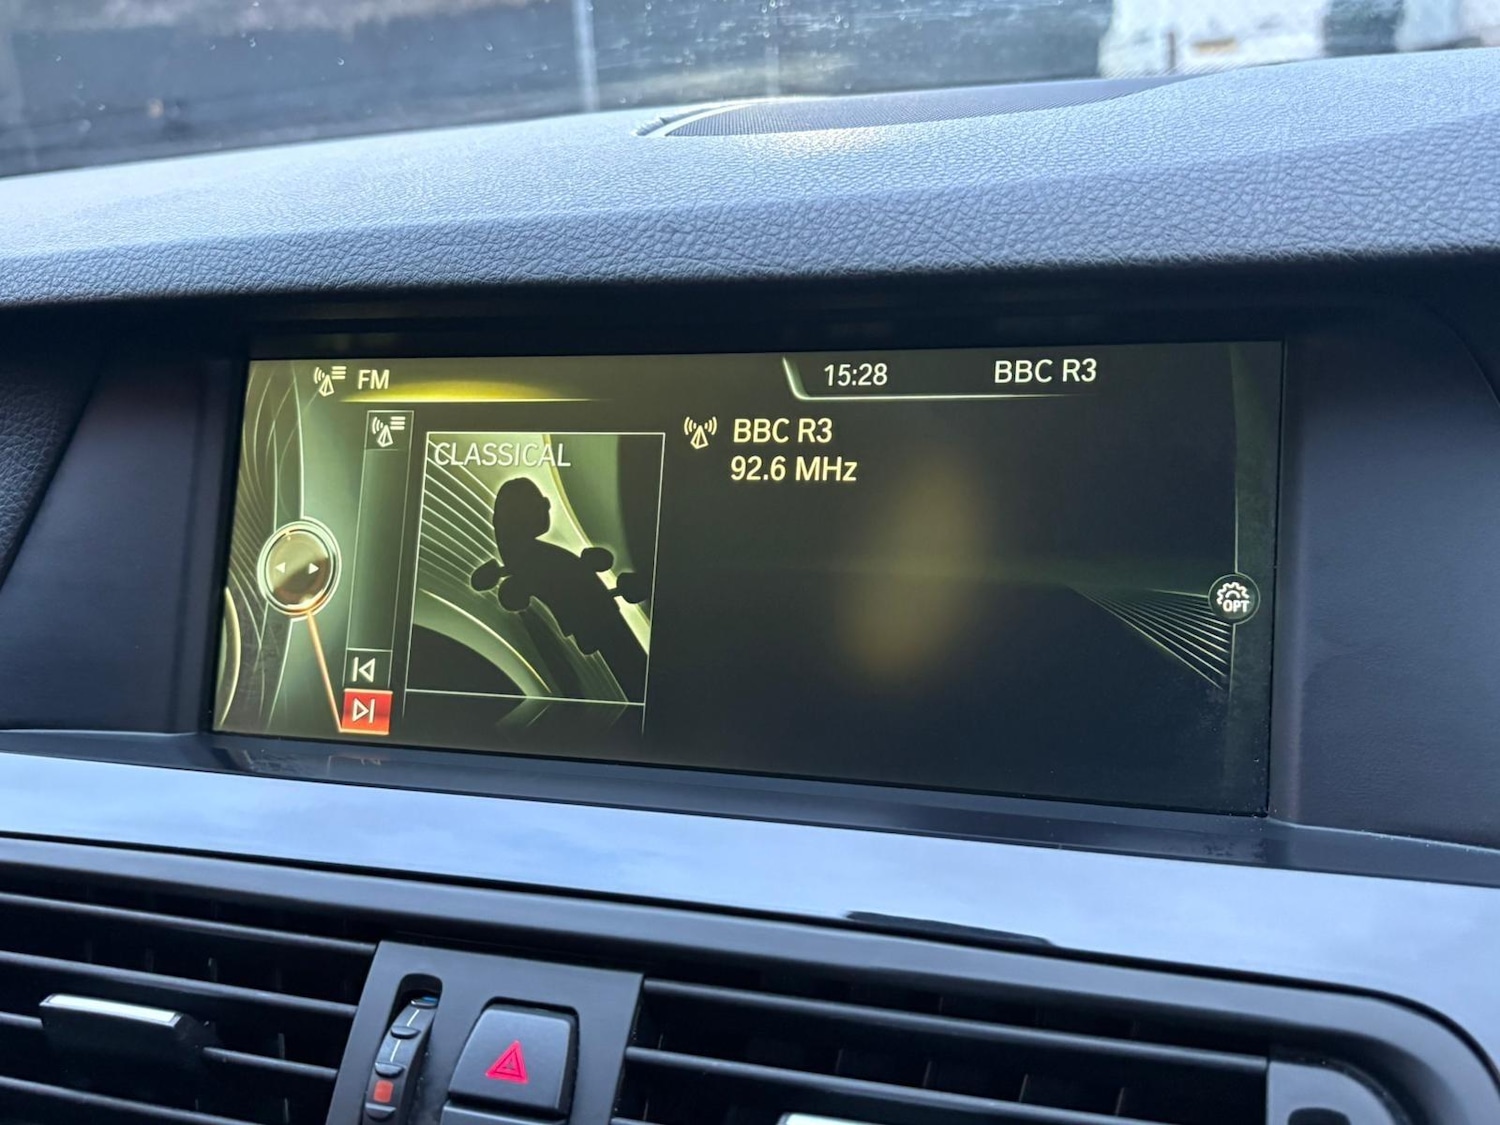 FM
15:28
BBC R3
CLASSICAL
BBC R3
92.6 MHz
OPT